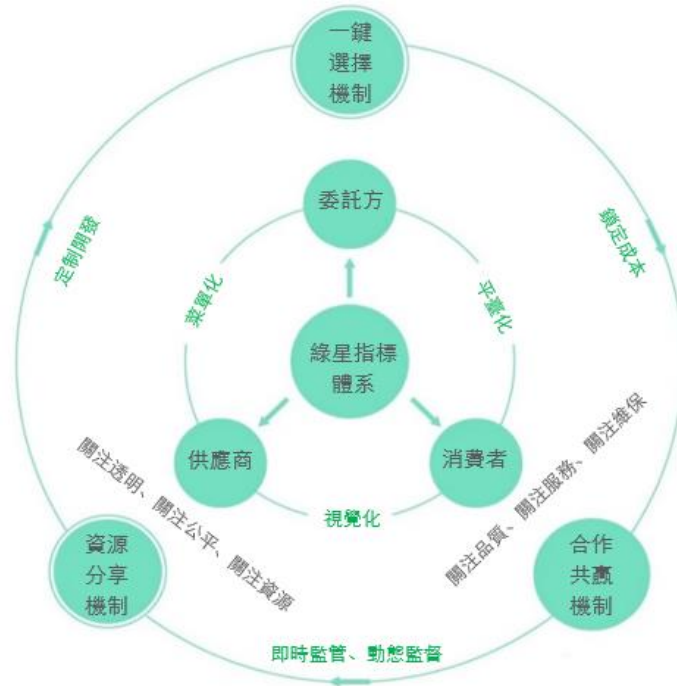 一鍵
選擇
機制
委託方
定制開發
鎖定成本
菜單化
平臺化
綠星指標
體系
供應商
消費者
視覺化
關注透明、關注公平、關注資源
關注品質、關注服務、關注維保
資源
分享
機制
合作
共贏
機制
即時監管、動態監督